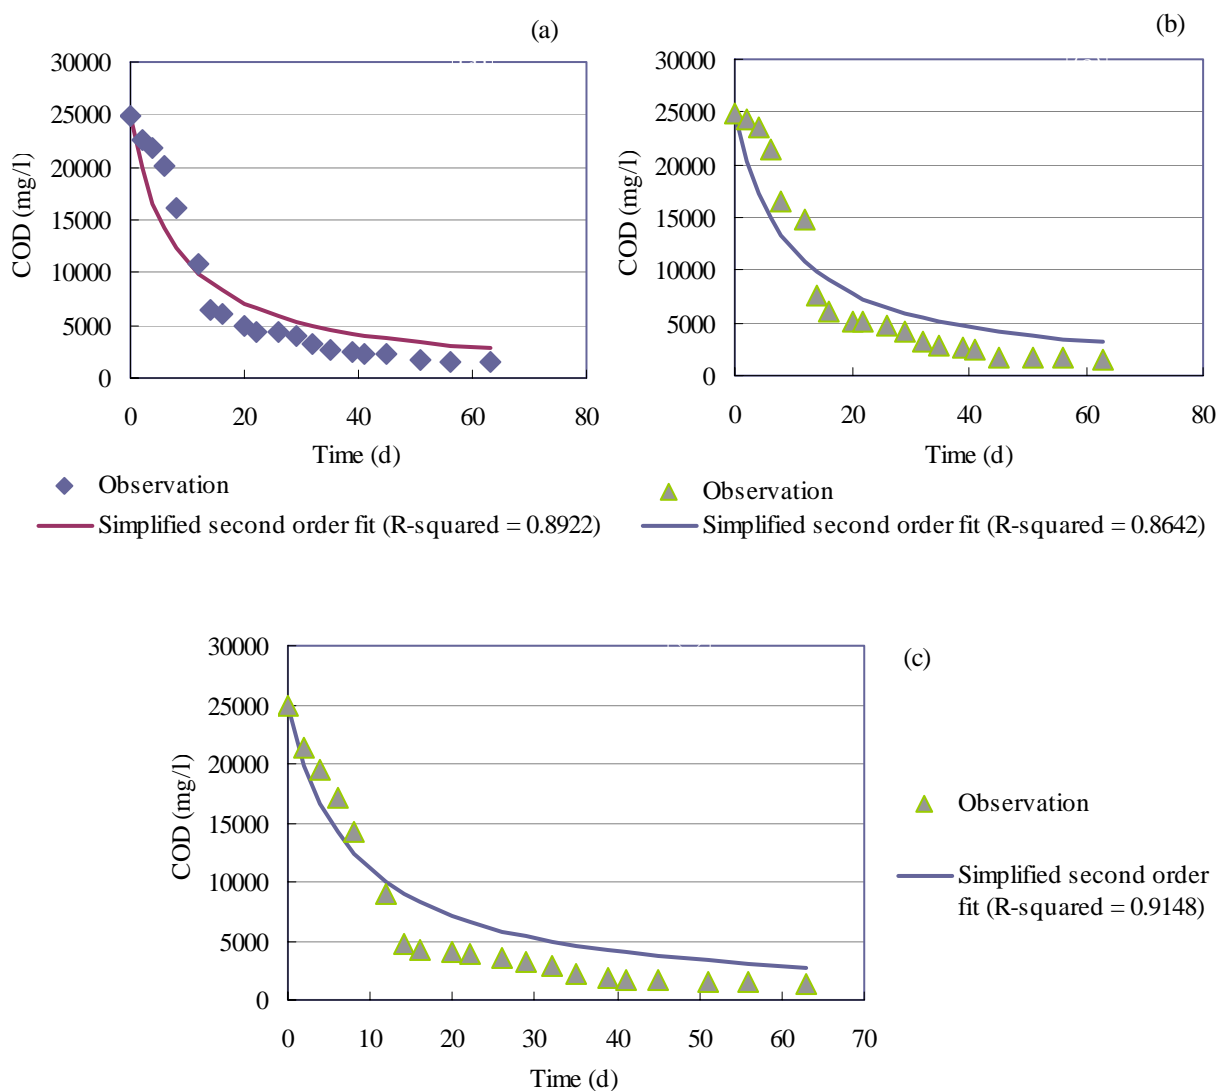 (a)
30000
25000
20000
15000
10000
5000
0
COD (mg/l)
0 20 40 60 80
Time (d)
Observation
Simplified second order fit (R-squared = 0.8922)
(b)
30000
25000
20000
15000
10000
5000
0
COD (mg/l)
0 20 40 60 80
Time (d)
Observation
Simplified second order fit (R-squared = 0.8642)
(c)
30000
25000
20000
15000
10000
5000
0
COD (mg/l)
0 10 20 30 40 50 60 70
Time (d)
Observation
Simplified second order
fit (R-squared = 0.9148)